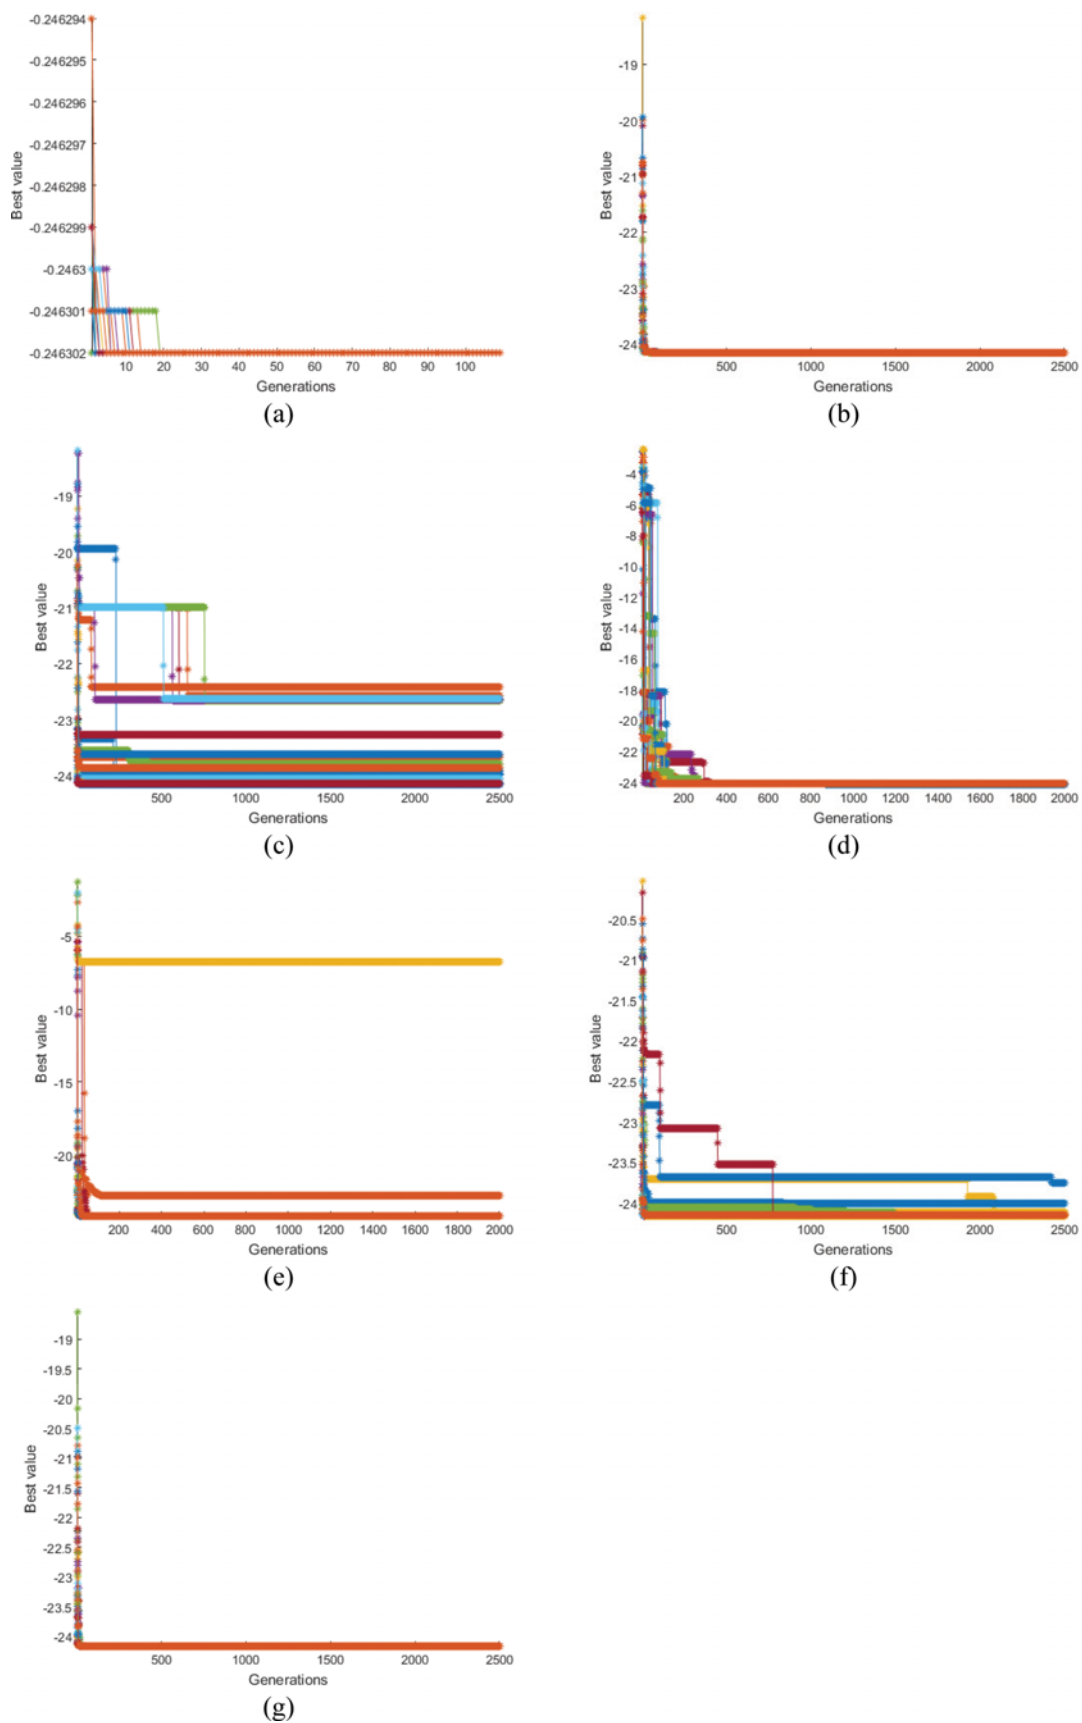 -0.246294
-0.246295
-0.246296
-0.246297
-0.246298
-0.246299
-0.2463
-0.246301
-0.246302
Best value
10 20 30 40 50 60 70 80 90 100
Generations
(a)
-19
-20
-21
-22
-23
-24
Best value
500 1000 1500 2000 2500
Generations
(b)
-19
-20
-21
-22
-23
-24
Best value
500 1000 1500 2000 2500
Generations
(c)
-4
-6
-8
-10
-12
-14
-16
-18
-20
-22
-24
Best value
200 400 600 800 1000 1200 1400 1600 1800 2000
Generations
(d)
-5
-10
-15
-20
Best value
200 400 600 800 1000 1200 1400 1600 1800 2000
Generations
(e)
-20.5
-21
-21.5
-22
-22.5
-23
-23.5
-24
Best value
500 1000 1500 2000 2500
Generations
(f)
-19
-19.5
-20
-20.5
-21
-21.5
-22
-22.5
-23
-23.5
-24
Best value
500 1000 1500 2000 2500
Generations
(g)